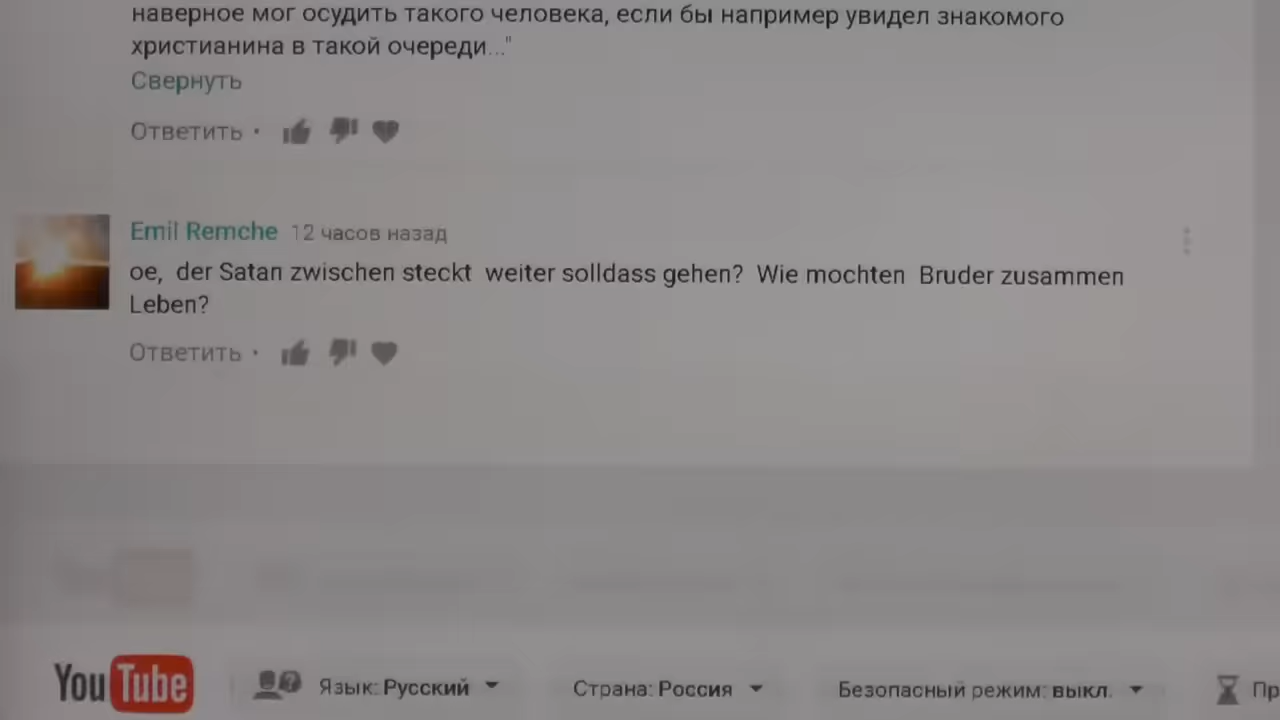 наверное мог осудить такого человека, если бы например увидел знакомого
христианина в такой очереди..."
Свернуть
Ответить •
Emil Remche 12 часов назад
oe, der Satan zwischen steckt weiter solldass gehen? Wie mochten Bruder zusammen
Leben?
Ответить •
YouTube Язык: Русский Страна: Россия Безопасный режим: выкл.